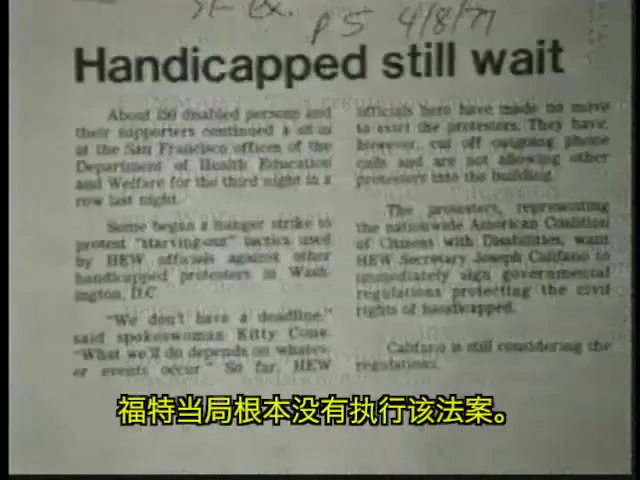 p 5 4/8/77
Handicapped still wait
About 150 disabled persons and
their supporters continued a sit-in
at the San Francisco offices of the
Department of Health Education
and Welfare for the third night in a
row last night.
Some began a hunger strike to
protest "starving-out" tactics used
by HEW officials against other
handicapped protesters in Wash-
ington, D.C.
"We don't have a deadline,"
said spokeswoman Kitty Cone.
"What we'll do depends on whatev-
er events occur." So far, HEW
officials here have made no move
to evict the protesters. They have,
however, cut off outgoing phone
calls and are not allowing other
protesters into the building.
The protesters, representing
the nationwide American Coalition
of Citizens with Disabilities, want
HEW Secretary Joseph Califano to
immediately sign governmental
regulations protecting the civil
rights of handicapped.
Califano is still considering the
regulations.
福特当局根本没有执行该法案。